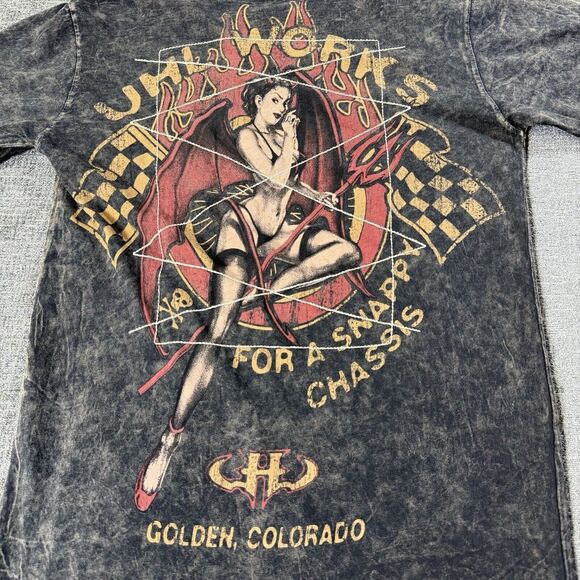 UHL WORKS
FOR A SNAPPY
CHASSIS
H
GOLDEN, COLORADO